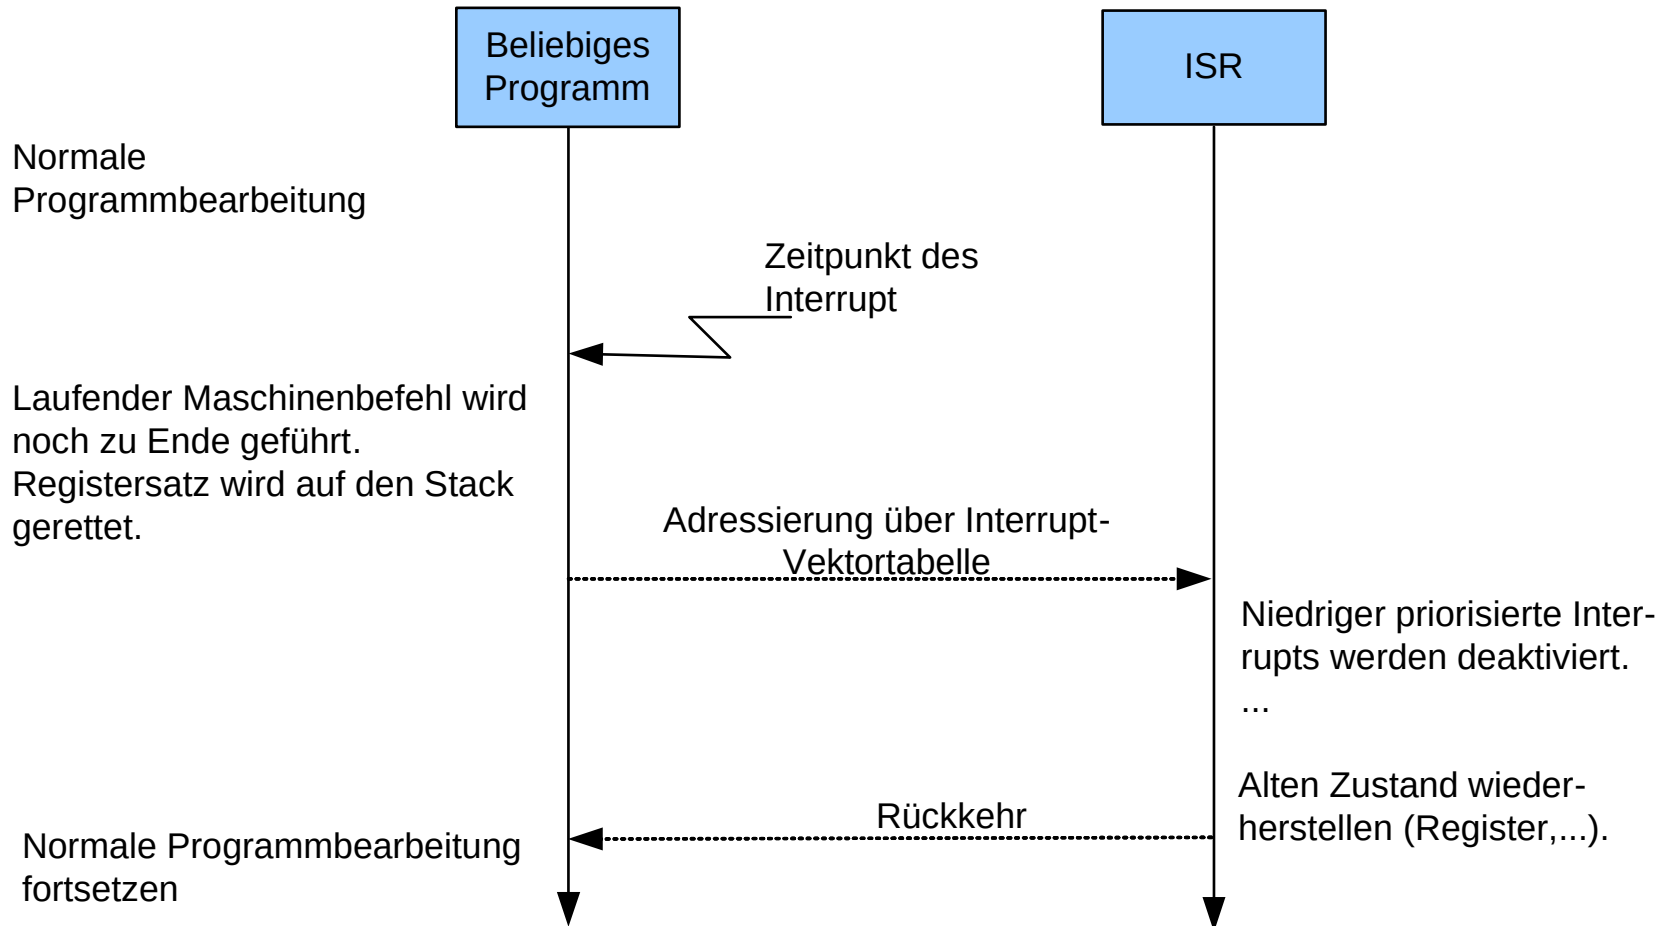 Beliebiges
Programm
ISR
Normale
Programmbearbeitung
Zeitpunkt des
Interrupt
Laufender Maschinenbefehl wird
noch zu Ende geführt.
Registersatz wird auf den Stack
gerettet.
Adressierung über Interrupt-
Vektortabelle
Niedriger priorisierte Inter-
rupts werden deaktiviert.
...
Alten Zustand wieder-
herstellen (Register,...).
Rückkehr
Normale Programmbearbeitung
fortsetzen